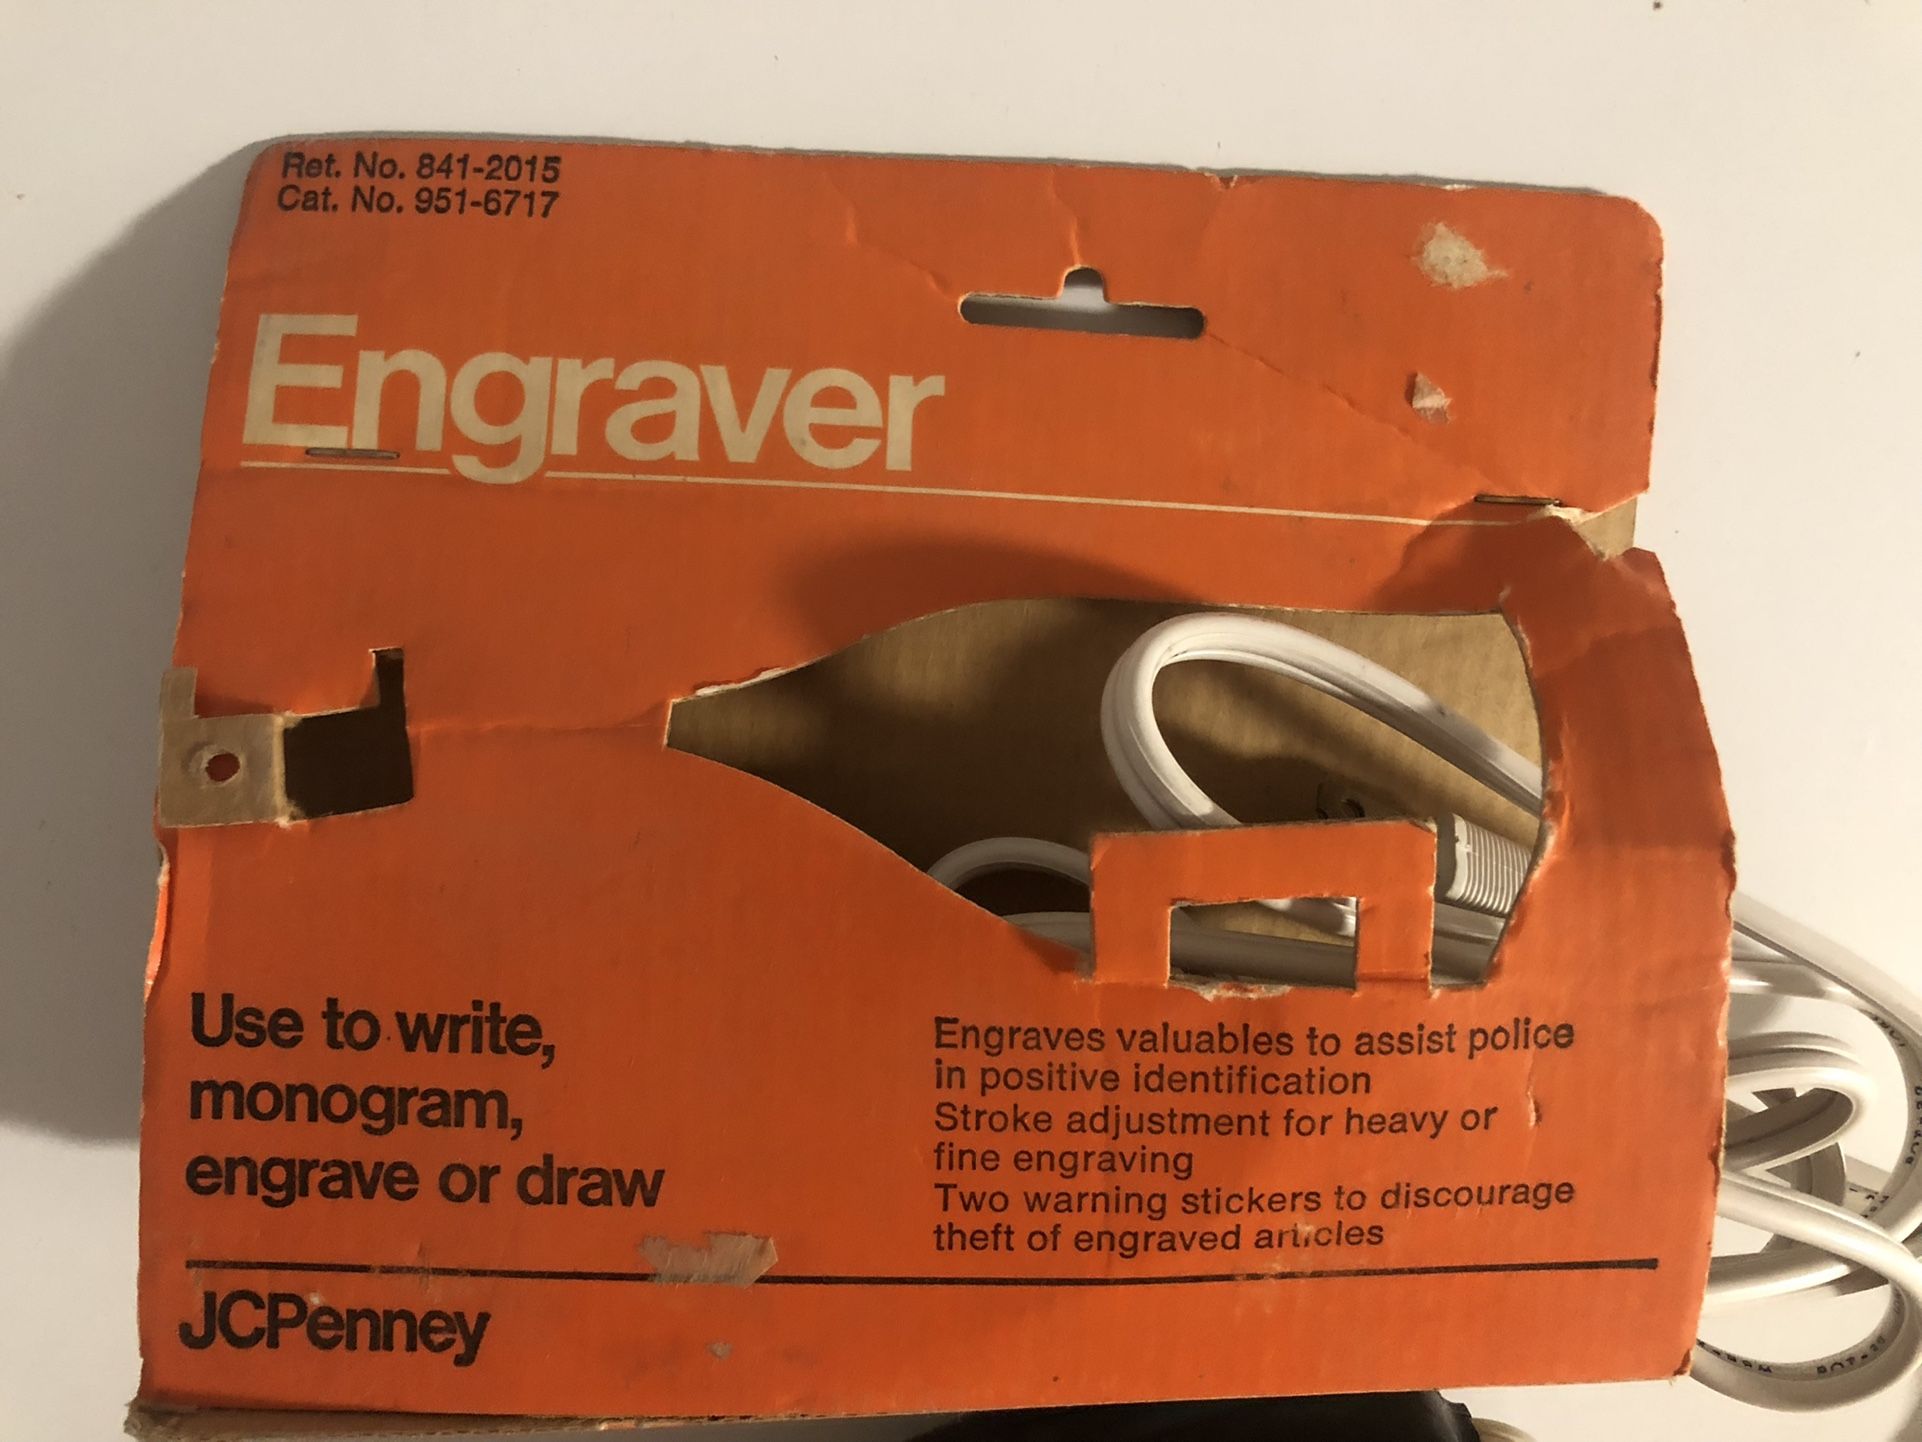 Ret. No. 841-2015
Cat. No. 951-6717
Engraver
Use to write,
monogram,
engrave or draw
Engraves valuables to assist police
in positive identification
Stroke adjustment for heavy or
fine engraving
Two warning stickers to discourage
theft of engraved articles
JCPenney